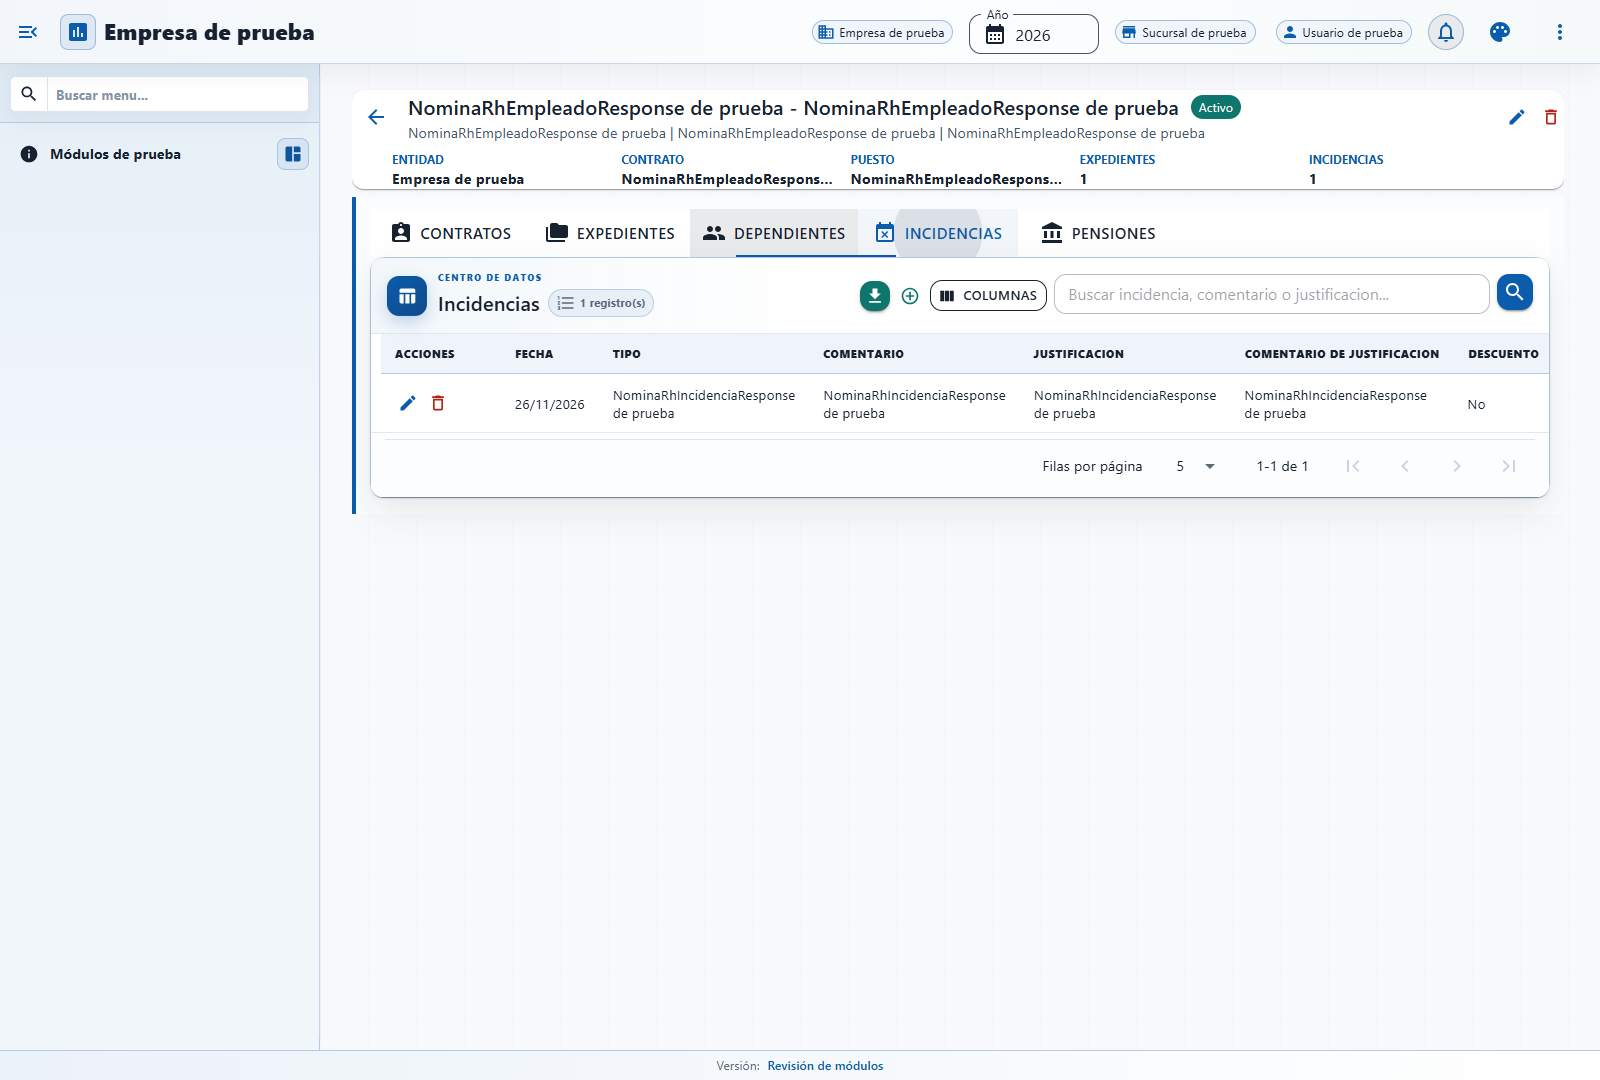 Empresa de prueba
Empresa de prueba
Año
2026
Sucursal de prueba
Usuario de prueba
Buscar menu...
Módulos de prueba
NominaRhEmpleadoResponse de prueba - NominaRhEmpleadoResponse de prueba
Activo
NominaRhEmpleadoResponse de prueba | NominaRhEmpleadoResponse de prueba | NominaRhEmpleadoResponse de prueba
ENTIDAD
Empresa de prueba
CONTRATO
NominaRhEmpleadoRespons...
PUESTO
NominaRhEmpleadoRespons...
EXPEDIENTES
1
INCIDENCIAS
1
CONTRATOS
EXPEDIENTES
DEPENDIENTES
INCIDENCIAS
PENSIONES
CENTRO DE DATOS
Incidencias
1 registro(s)
COLUMNAS
Buscar incidencia, comentario o justificacion...
ACCIONES FECHA TIPO COMENTARIO JUSTIFICACION COMENTARIO DE JUSTIFICACION DESCUENTO
26/11/2026
NominaRhIncidenciaResponse
de prueba
NominaRhIncidenciaResponse
de prueba
NominaRhIncidenciaResponse
de prueba
NominaRhIncidenciaResponse
de prueba
No
Filas por página 5 1-1 de 1
Versión: Revisión de módulos